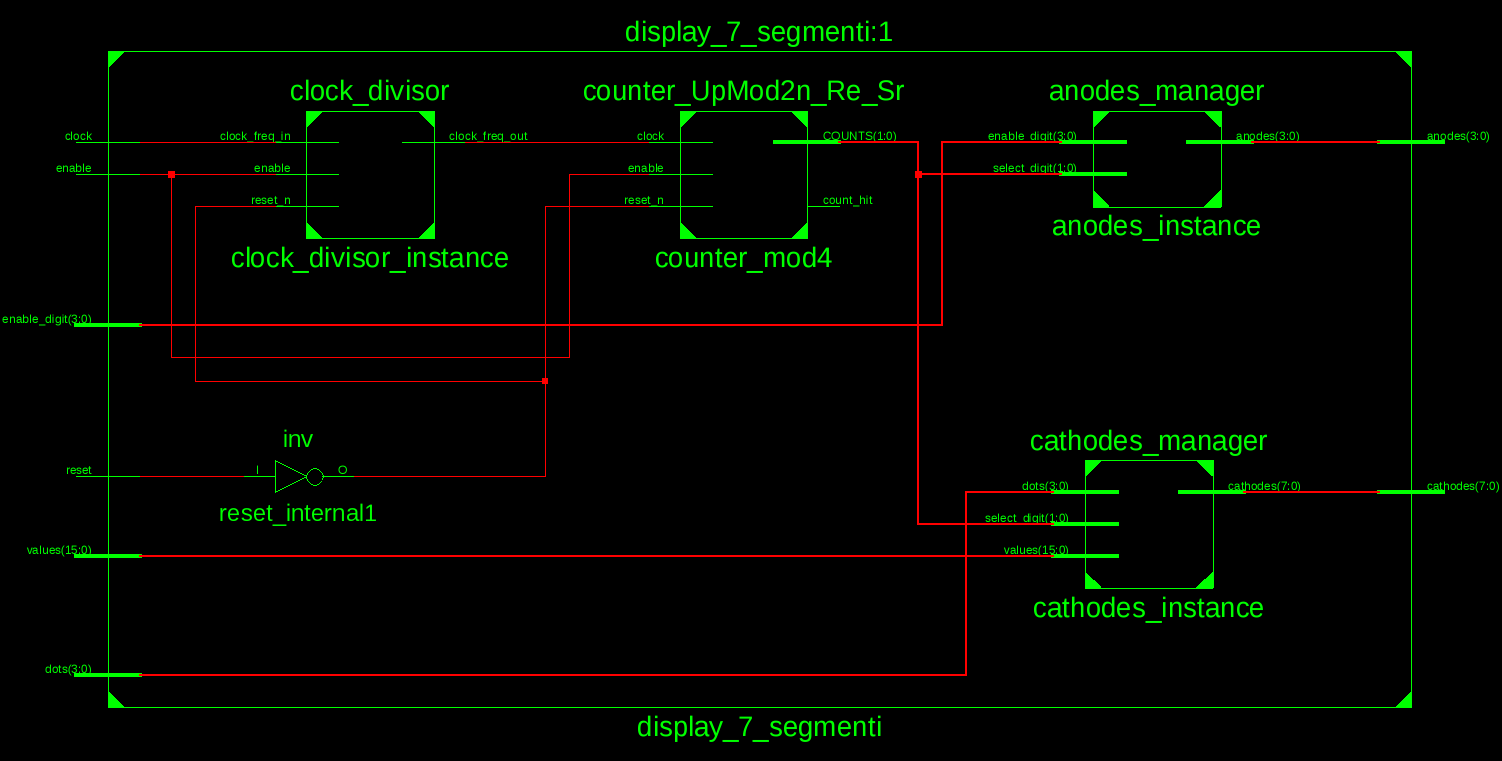 display_7_segmenti:1
clock_divisor
counter_UpMod2n_Re_Sr
anodes_manager
clock
clock_freq_in
clock_freq_out
clock
COUNTS(1:0)
enable_digit(3:0)
anodes(3:0)
anodes(3:0)
enable
enable
enable
select_digit(1:0)
reset_n
reset_n
count_hit
clock_divisor_instance
counter_mod4
anodes_instance
enable_digit(3:0)
inv
cathodes_manager
reset
I
O
dots(3:0)
cathodes(7:0)
cathodes(7:0)
reset_internal1
select_digit(1:0)
values(15:0)
values(15:0)
cathodes_instance
dots(3:0)
display_7_segmenti